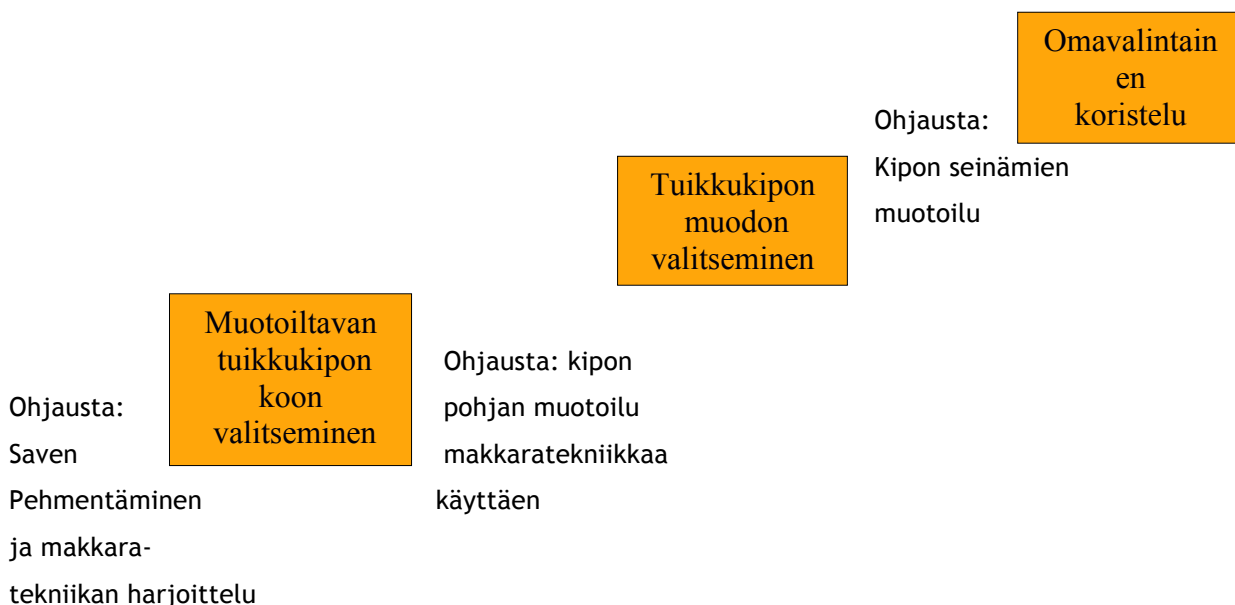 Ohjausta:
Saven
Pehmentäminen
ja makkara-
tekniikan harjoittelu
Muotoiltavan
tuikkukipon
koon
valitseminen
Ohjausta: kipon
pohjan muotoilu
makkaratekniikkaa
käyttäen
Tuikkukipon
muodon
valitseminen
Ohjausta:
Kipon seinämien
muotoilu
Omavalintain
en
koristelu